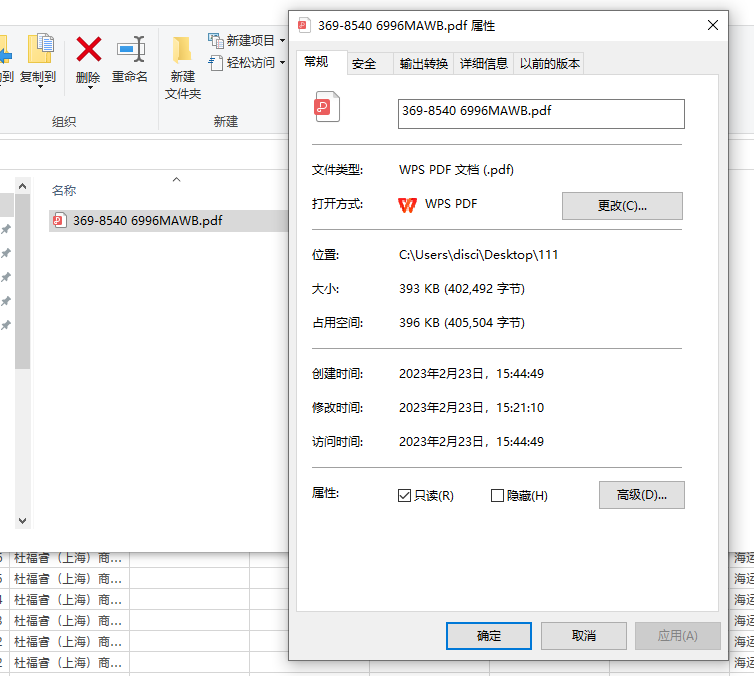 369-8540 6996MAWB.pdf 属性
常规
安全
输出转换
详细信息
以前的版本
复制到
删除
重命名
新建
文件夹
新建项目
轻松访问
组织
新建
名称
369-8540 6996MAWB.pdf
369-8540 6996MAWB.pdf
文件类型:
WPS PDF 文档 (.pdf)
打开方式:
WPS PDF
更改(C)...
位置:
C:\Users\disci\Desktop\111
大小:
393 KB (402,492 字节)
占用空间:
396 KB (405,504 字节)
创建时间:
2023年2月23日，15:44:49
修改时间:
2023年2月23日，15:21:10
访问时间:
2023年2月23日，15:44:49
属性:
只读(R)
隐藏(H)
高级(D)...
确定
取消
应用(A)
杜福睿（上海）商...
海运
杜福睿（上海）商...
海运
杜福睿（上海）商...
海运
杜福睿（上海）商...
海运
杜福睿（上海）商...
海运
杜福睿（上海）商...
海运